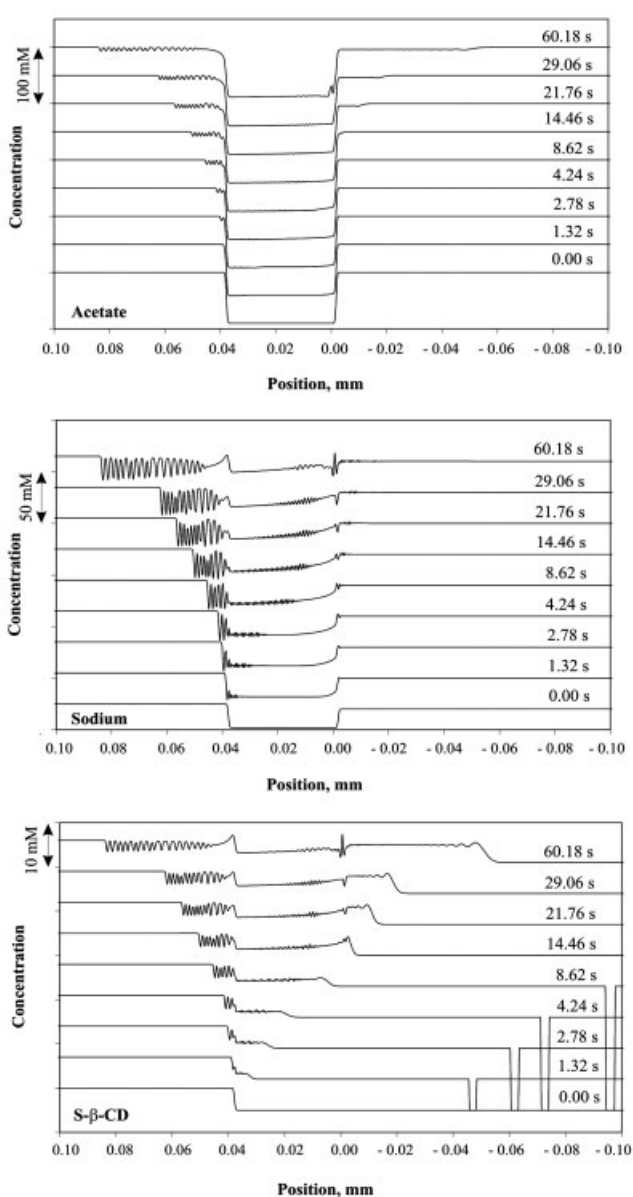 60.18 s
29.06 s
21.76 s
14.46 s
8.62 s
4.24 s
2.78 s
1.32 s
0.00 s
100 mM
Concentration
Acetate
0.10 0.08 0.06 0.04 0.02 0.00 - 0.02 - 0.04 - 0.06 - 0.08 - 0.10
Position, mm
60.18 s
29.06 s
21.76 s
14.46 s
8.62 s
4.24 s
2.78 s
1.32 s
0.00 s
50 mM
Concentration
Sodium
0.10 0.08 0.06 0.04 0.02 0.00 - 0.02 - 0.04 - 0.06 - 0.08 - 0.10
Position, mm
10 mM
60.18 s
29.06 s
21.76 s
14.46 s
8.62 s
4.24 s
2.78 s
1.32 s
0.00 s
Concentration
S-β-CD
0.10 0.08 0.06 0.04 0.02 0.00 - 0.02 - 0.04 - 0.06 - 0.08 - 0.10
Position, mm